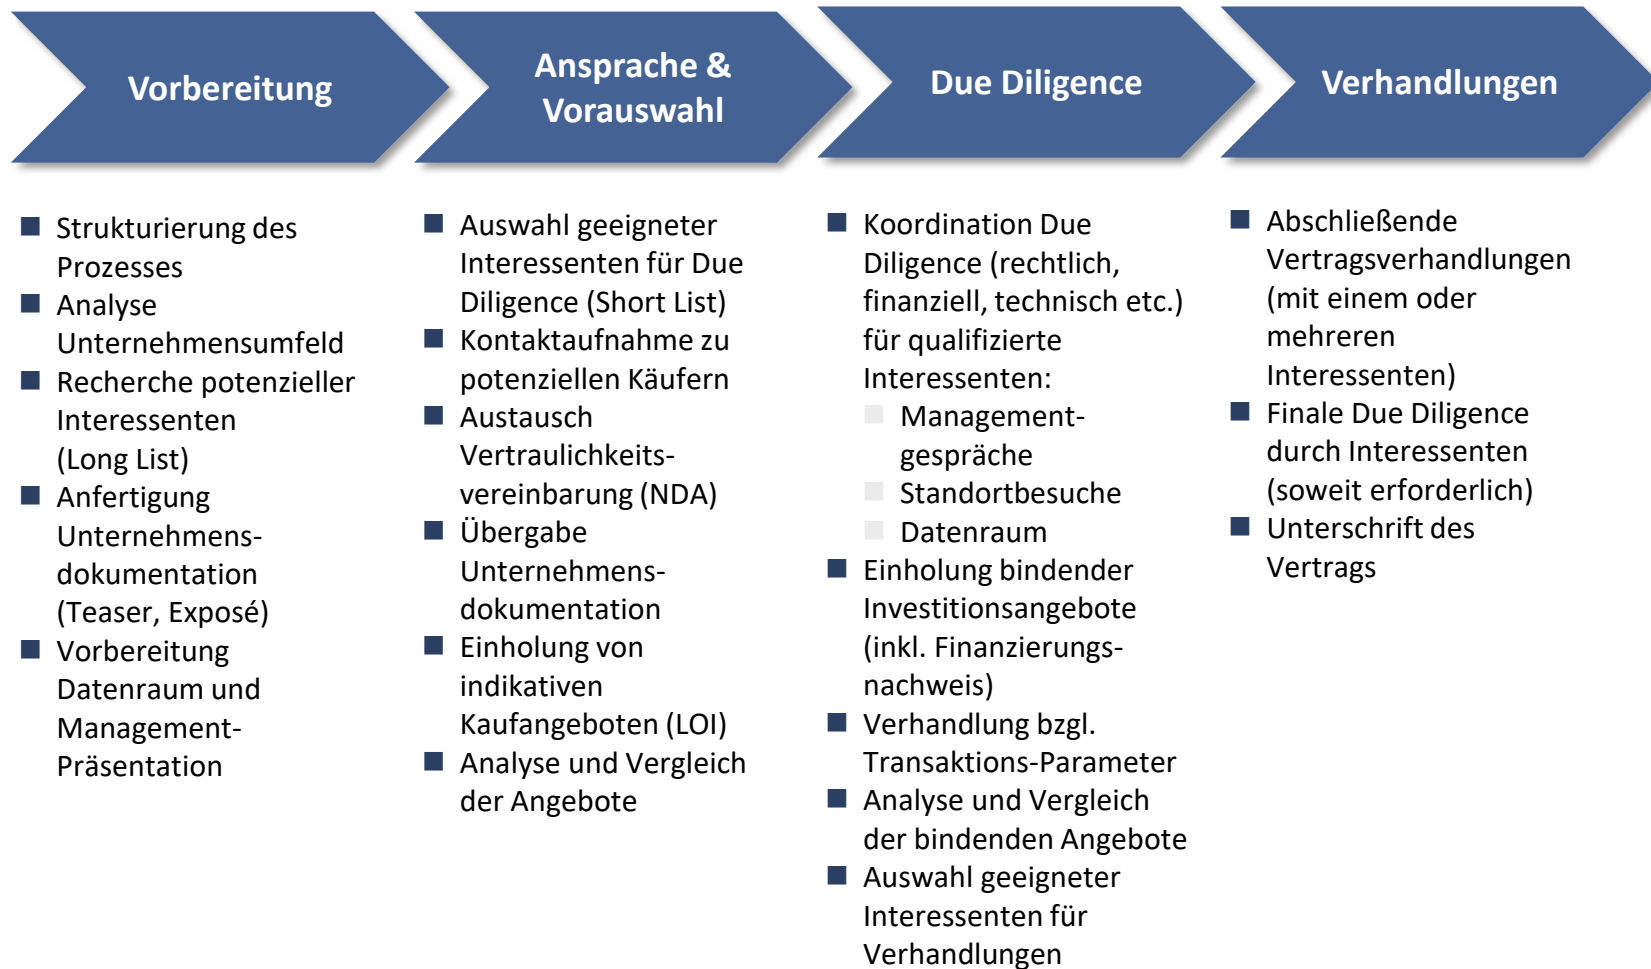 Vorbereitung
Ansprache &
Vorauswahl
Due Diligence
Verhandlungen
Strukturierung des
Prozesses
Analyse
Unternehmensumfeld
Recherche potenzieller
Interessenten
(Long List)
Anfertigung
Unternehmens-
dokumentation
(Teaser, Exposé)
Vorbereitung
Datenraum und
Management-
Präsentation
Auswahl geeigneter
Interessenten für Due
Diligence (Short List)
Kontaktaufnahme zu
potenziellen Käufern
Austausch
Vertraulichkeits-
vereinbarung (NDA)
Übergabe
Unternehmens-
dokumentation
Einholung von
indikativen
Kaufangeboten (LOI)
Analyse und Vergleich
der Angebote
Koordination Due
Diligence (rechtlich,
finanziell, technisch etc.)
für qualifizierte
Interessenten:
Management-
gespräche
Standortbesuche
Datenraum
Einholung bindender
Investitionsangebote
(inkl. Finanzierungs-
nachweis)
Verhandlung bzgl.
Transaktions-Parameter
Analyse und Vergleich
der bindenden Angebote
Auswahl geeigneter
Interessenten für
Verhandlungen
Abschließende
Vertragsverhandlungen
(mit einem oder
mehreren
Interessenten)
Finale Due Diligence
durch Interessenten
(soweit erforderlich)
Unterschrift des
Vertrags